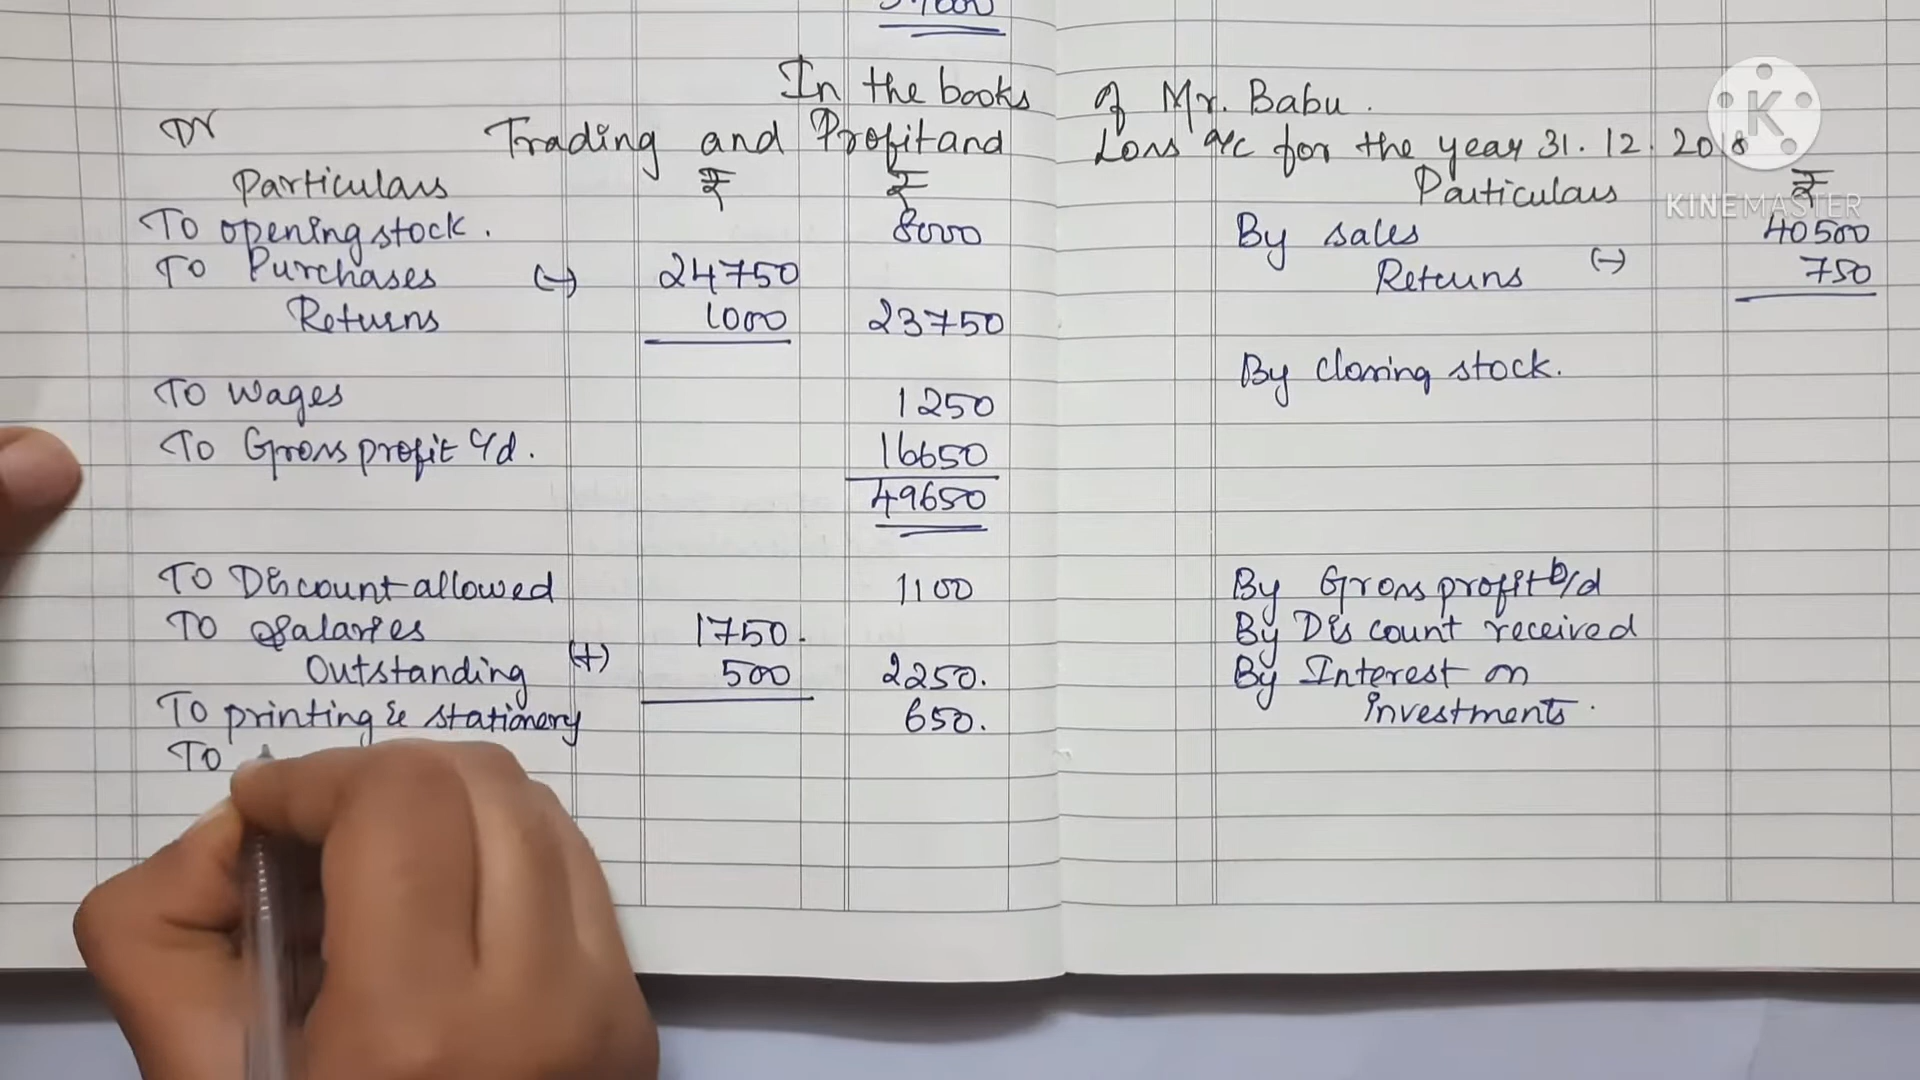 In the books of Mr. Babu.
Dr Trading and Profit and Loss a/c for the year 31.12.2018
Particulars ₹ ₹ Particulars ₹
To opening stock. 8000 By sales 40500
To Purchases (-) 24750 Returns (-) 750
Returns 1000 23750
By closing stock.
To wages 1250
To Gross profit c/d. 16650
49650
To Discount allowed 1100 By Gross profit b/d
To Salaries 1750. By Discount received
Outstanding (+) 500 2250. By Interest on
To printing & stationery 650. investments.
To
K
KINEMASTER